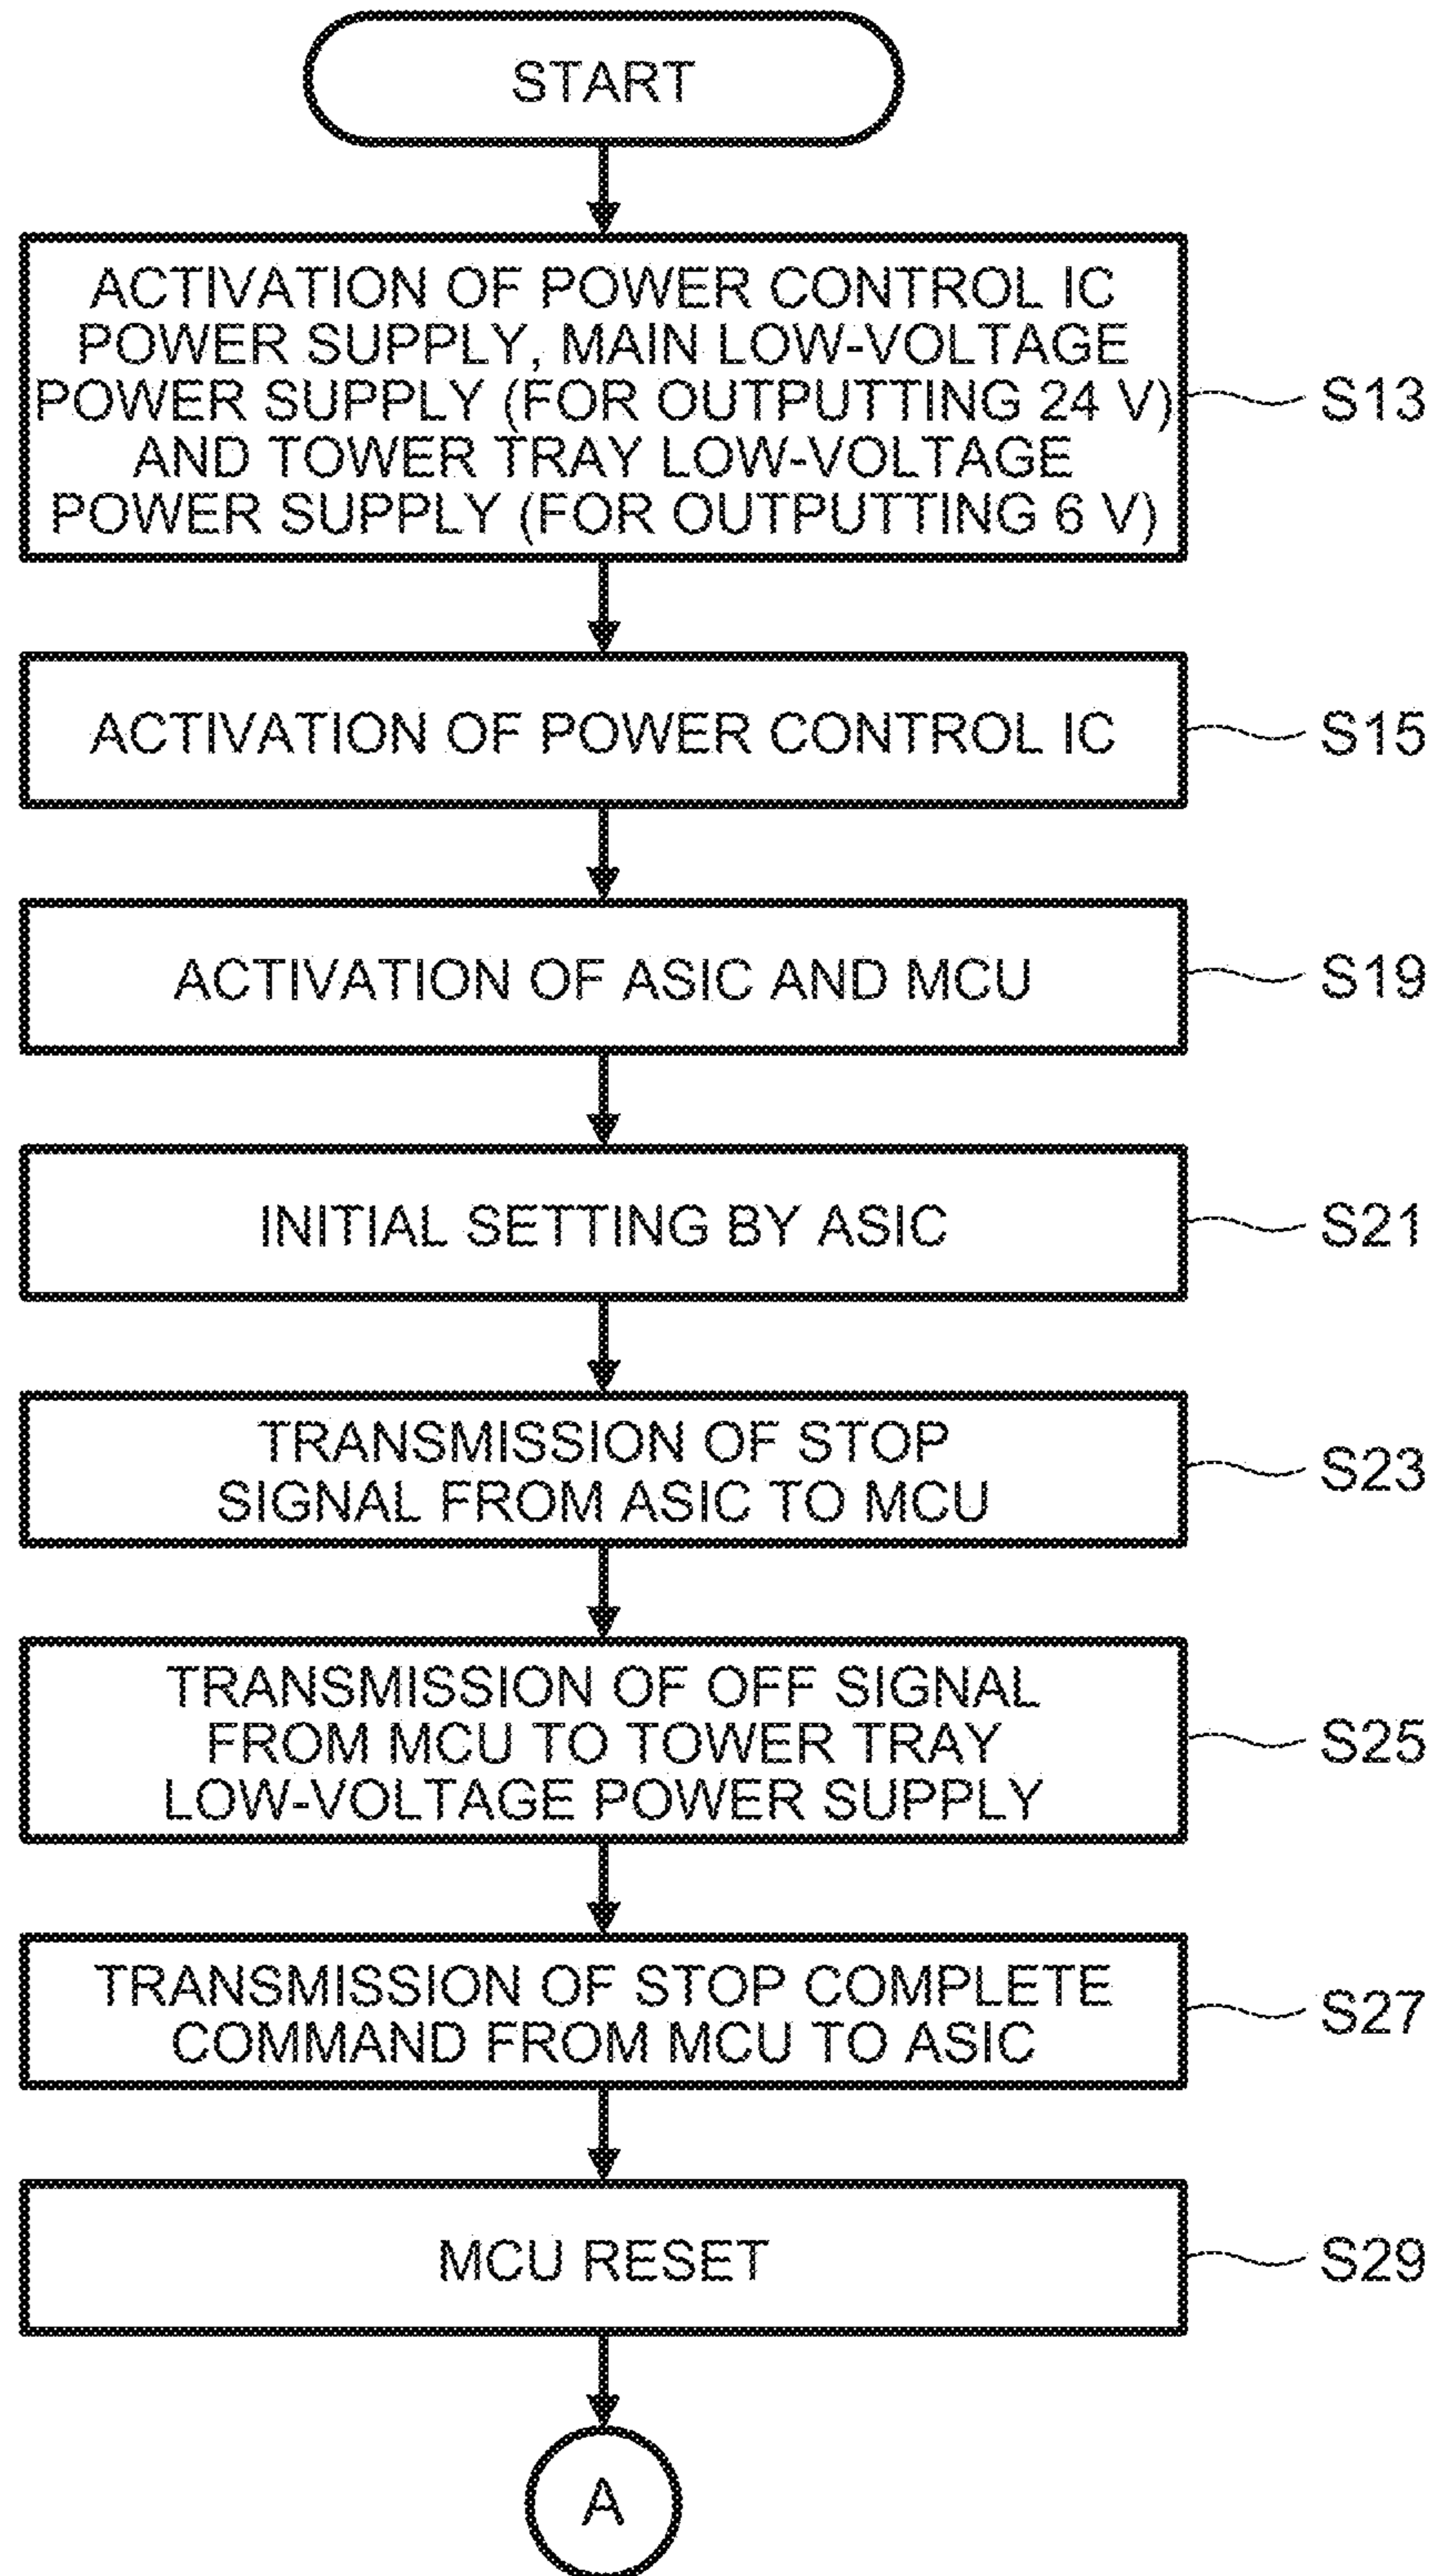 START
ACTIVATION OF POWER CONTROL IC
POWER SUPPLY, MAIN LOW-VOLTAGE
POWER SUPPLY (FOR OUTPUTTING 24 V)
AND TOWER TRAY LOW-VOLTAGE
POWER SUPPLY (FOR OUTPUTTING 6 V)
S13
ACTIVATION OF POWER CONTROL IC
S15
ACTIVATION OF ASIC AND MCU
S19
INITIAL SETTING BY ASIC
S21
TRANSMISSION OF STOP
SIGNAL FROM ASIC TO MCU
S23
TRANSMISSION OF OFF SIGNAL
FROM MCU TO TOWER TRAY
LOW-VOLTAGE POWER SUPPLY
S25
TRANSMISSION OF STOP COMPLETE
COMMAND FROM MCU TO ASIC
S27
MCU RESET
S29
A